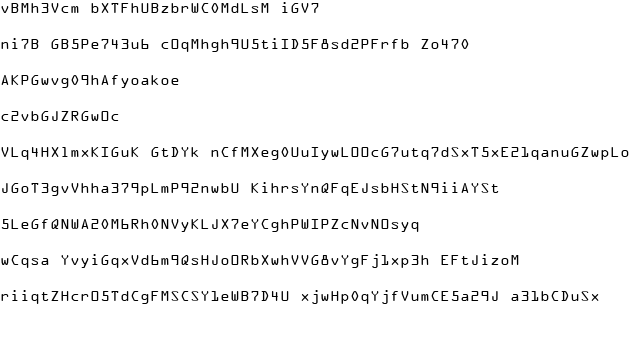 vBMh3Vcm bXTFhUBzbrWC0MdLsM iGV7
ni7B GB5Pe743u6 cOqMhgh9U5tiID5F8sd2PFrfb Zo470
AKPGwvg09hAfyoakoe
c2vbGJZRGwOc
VLq4HX1mxKIGuK GtDYk nCfMXeg0UuIywLOOcG7utq7dSxT5xE21qanuGZwpLo
JGoT3gvVhha379pLmP92nwbU KihrsYnQFqEJsbHStN9iiAYSt
5LeGfQNWA20M6Rh0NVyKLJX7eYCghPWIPZcNvNOsyq
wCqsa YvyiGqxVd6m9QsHJoORbXwhVVG8vYgFj1xp3h EFtJizoM
riiqtZHcrO5TdCgFMSCSY1eWB7D4U xjwHp0qYjfVumCE5a29J a31bCDuSx